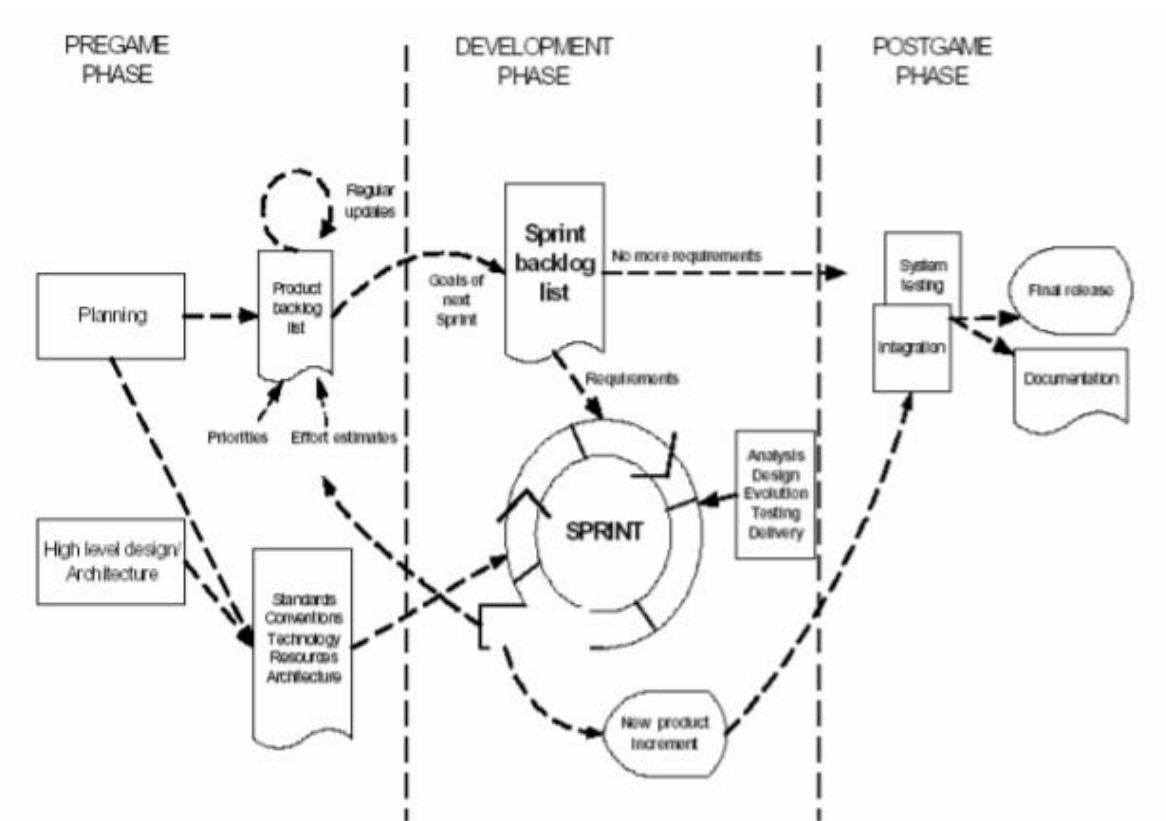 PREGAME
PHASE
DEVELOPMENT
PHASE
POSTGAME
PHASE
Regular
updates
Planning
Product
backlog
list
Goals of
next
Sprint
Sprint
backlog
list
No more requirements
System
testing
Integration
Final release
Documentation
Priorities
Effort estimates
Requirements
Analysis
Design
Evolution
Testing
Delivery
SPRINT
High level design/
Architecture
Standards
Conventions
Technology
Resources
Architecture
New product
increment